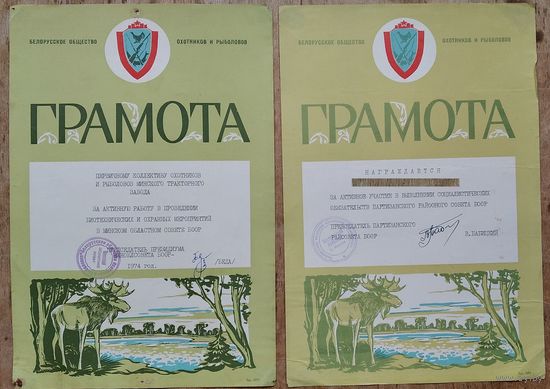 БЕЛОРУССКОЕ ОБЩЕСТВО ОХОТНИКОВ И РЫБОЛОВОВ
ГРАМОТА
ПЕРВИЧНОМУ КОЛЛЕКТИВУ ОХОТНИКОВ
И РЫБОЛОВОВ МИНСКОГО ТРАКТОРНОГО
ЗАВОДА
ЗА АКТИВНУЮ РАБОТУ В ПРОВЕДЕНИИ
БИОТЕХНИЧЕСКИХ И ОХРАННЫХ МЕРОПРИЯТИЙ
В МИНСКОМ ОБЛАСТНОМ СОВЕТЕ БООР
ПРЕДСЕДАТЕЛЬ ПРЕЗИДИУМА
БООР-
1974 год.
БЕЛОРУССКОЕ ОБЩЕСТВО ОХОТНИКОВ И РЫБОЛОВОВ
ГРАМОТА
НАГРАЖДАЕТСЯ
ЗА АКТИВНОЕ УЧАСТИЕ В ВЫПОЛНЕНИИ СОЦИАЛИСТИЧЕСКИХ
ОБЯЗАТЕЛЬСТВ ПАРТИЗАНСКОГО РАЙОННОГО СОВЕТА БООР
ПРЕДСЕДАТЕЛЬ ПАРТИЗАНСКОГО
РАЙСОВЕТА БООР